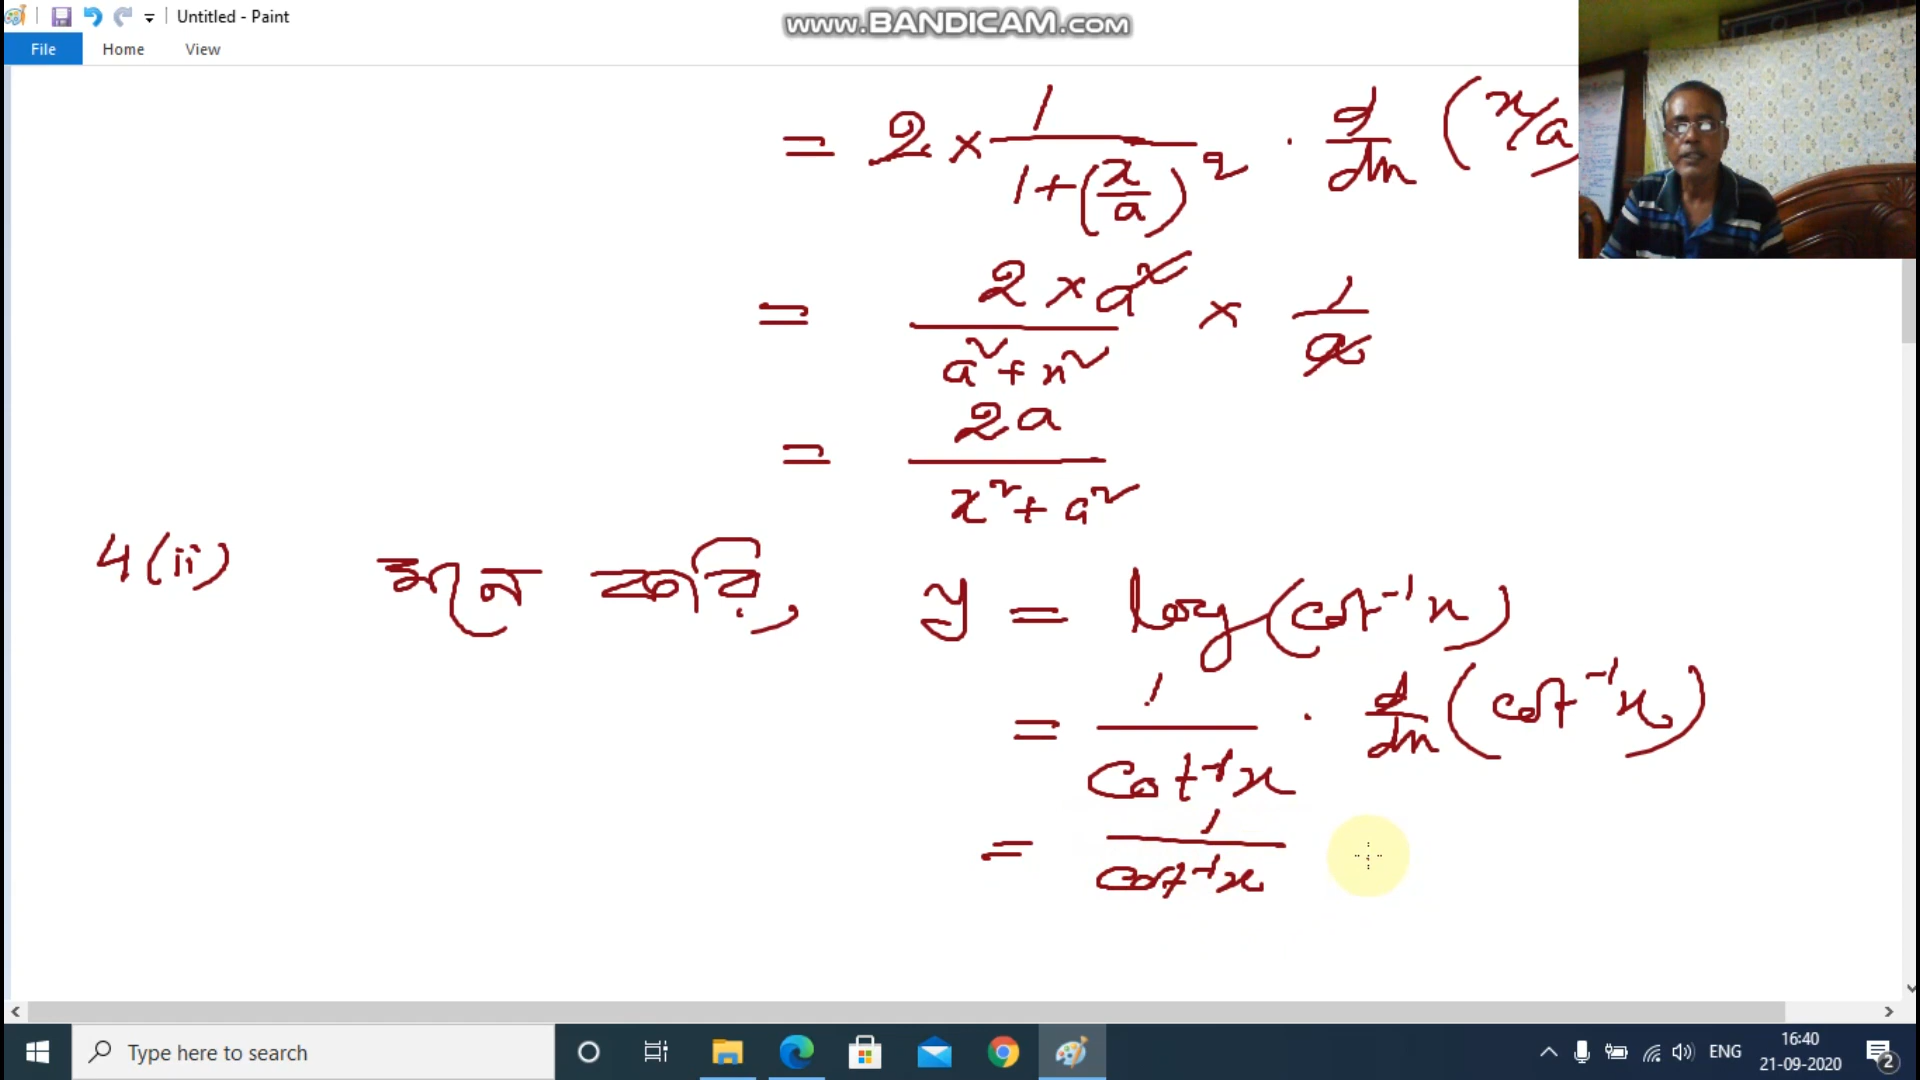 Untitled - Paint
www.BANDICAM.com
File Home View
= 2 × 1/(1+(x/a)²) · d/dx (x/a)
= (2 × a²)/(a²+x²) × 1/a
= 2a/(x²+a²)
4(ii) মনে করি, y = log(cot⁻¹x)
= 1/(cot⁻¹x) · d/dx (cot⁻¹x)
= 1/(cot⁻¹x)
Type here to search
ENG
16:40
21-09-2020
2